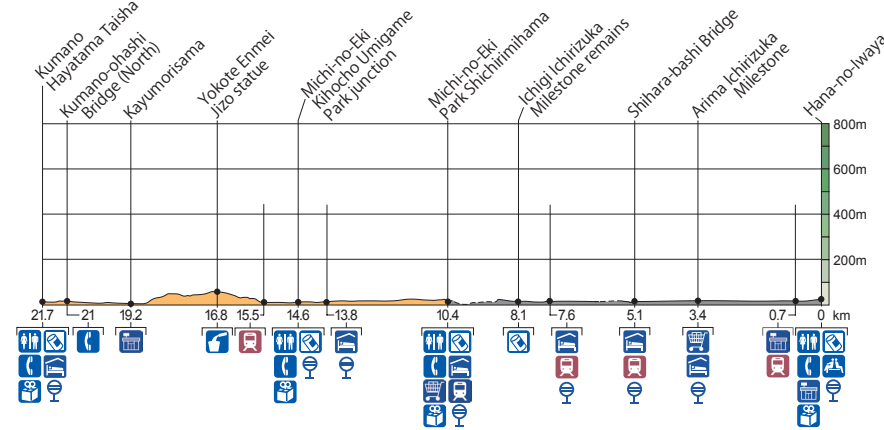 Kumano
Hayatama Taisha
Kumano-ohashi
Bridge (North)
Kayumorisama
Yokote Enmei
Jizo statue
Michi-no-Eki
Kihocho Umigame
Park junction
Michi-no-Eki
Park Shichirimihama
Ichigi Ichirizuka
Milestone remains
Shihara-bashi Bridge
Arima Ichirizuka
Milestone
Hana-no-Iwaya
800m
600m
400m
200m
21.7 21 19.2 16.8 15.5 14.6 13.8 10.4 8.1 7.6 5.1 3.4 0.7 0 km